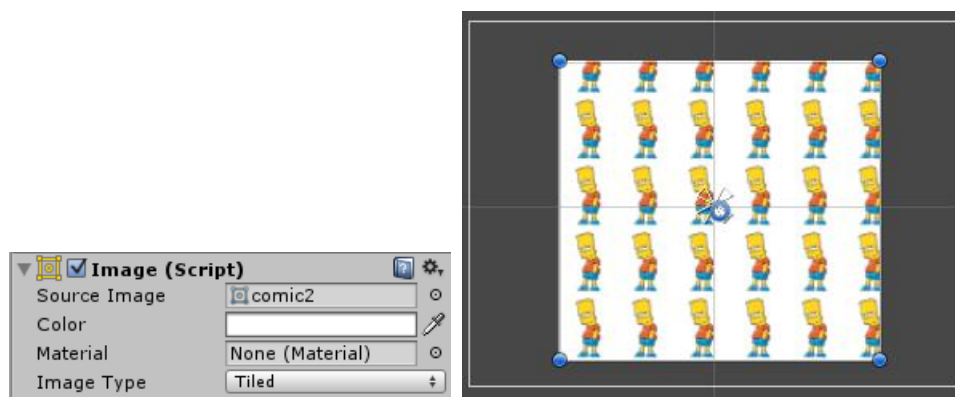 Image (Script)
Source Image comic2
Color
Material None (Material)
Image Type Tiled